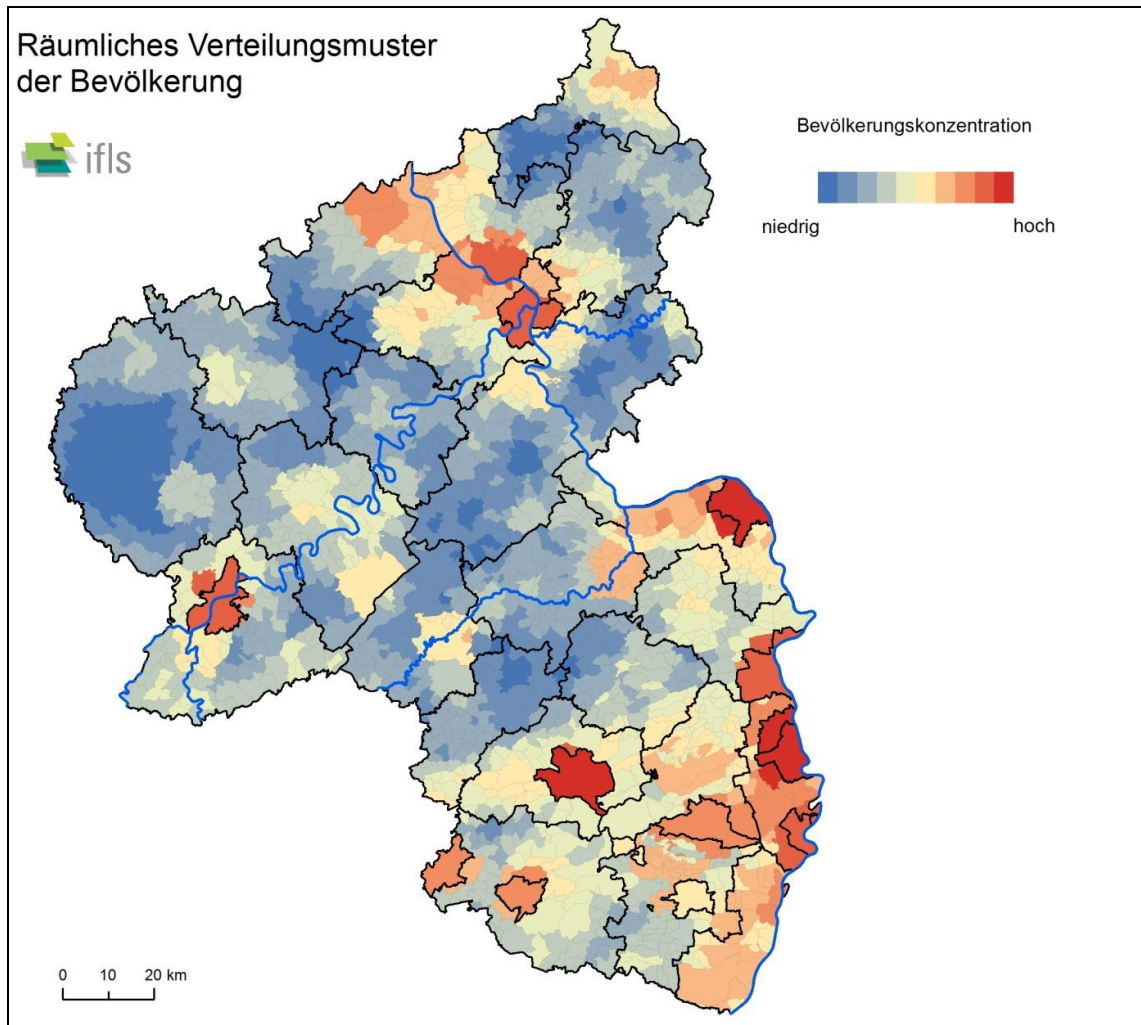 Räumliches Verteilungsmuster
der Bevölkerung
ifls
Bevölkerungskonzentration
niedrig hoch
0 10 20 km